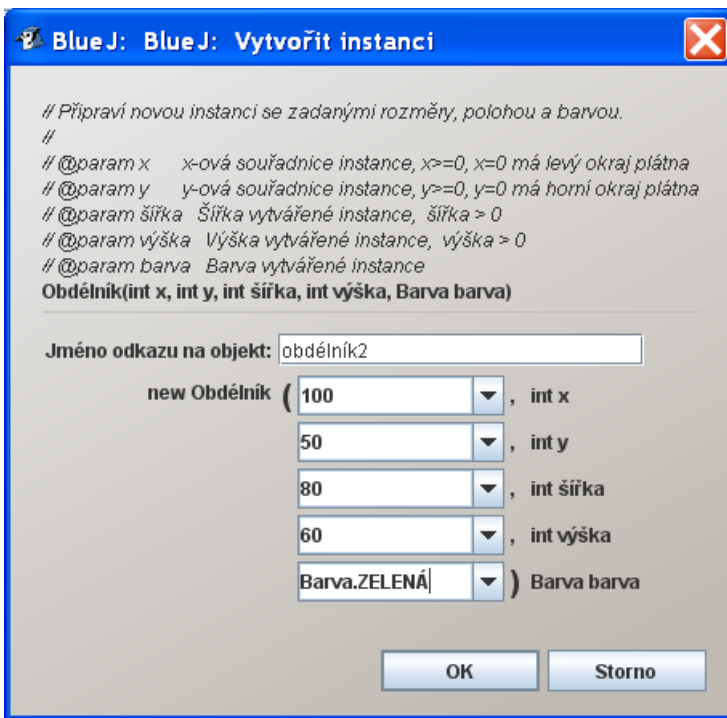 BlueJ: BlueJ: Vytvořit instanci
// Připraví novou instanci se zadanými rozměry, polohou a barvou.
//
// @param x x-ová souřadnice instance, x>=0, x=0 má levý okraj plátna
// @param y y-ová souřadnice instance, y>=0, y=0 má horní okraj plátna
// @param šířka Šířka vytvářené instance, šířka > 0
// @param výška Výška vytvářené instance, výška > 0
// @param barva Barva vytvářené instance
Obdélník(int x, int y, int šířka, int výška, Barva barva)
Jméno odkazu na objekt: obdélník2
new Obdélník ( 100 , int x
50 , int y
80 , int šířka
60 , int výška
Barva.ZELENÁ ) Barva barva
OK Storno